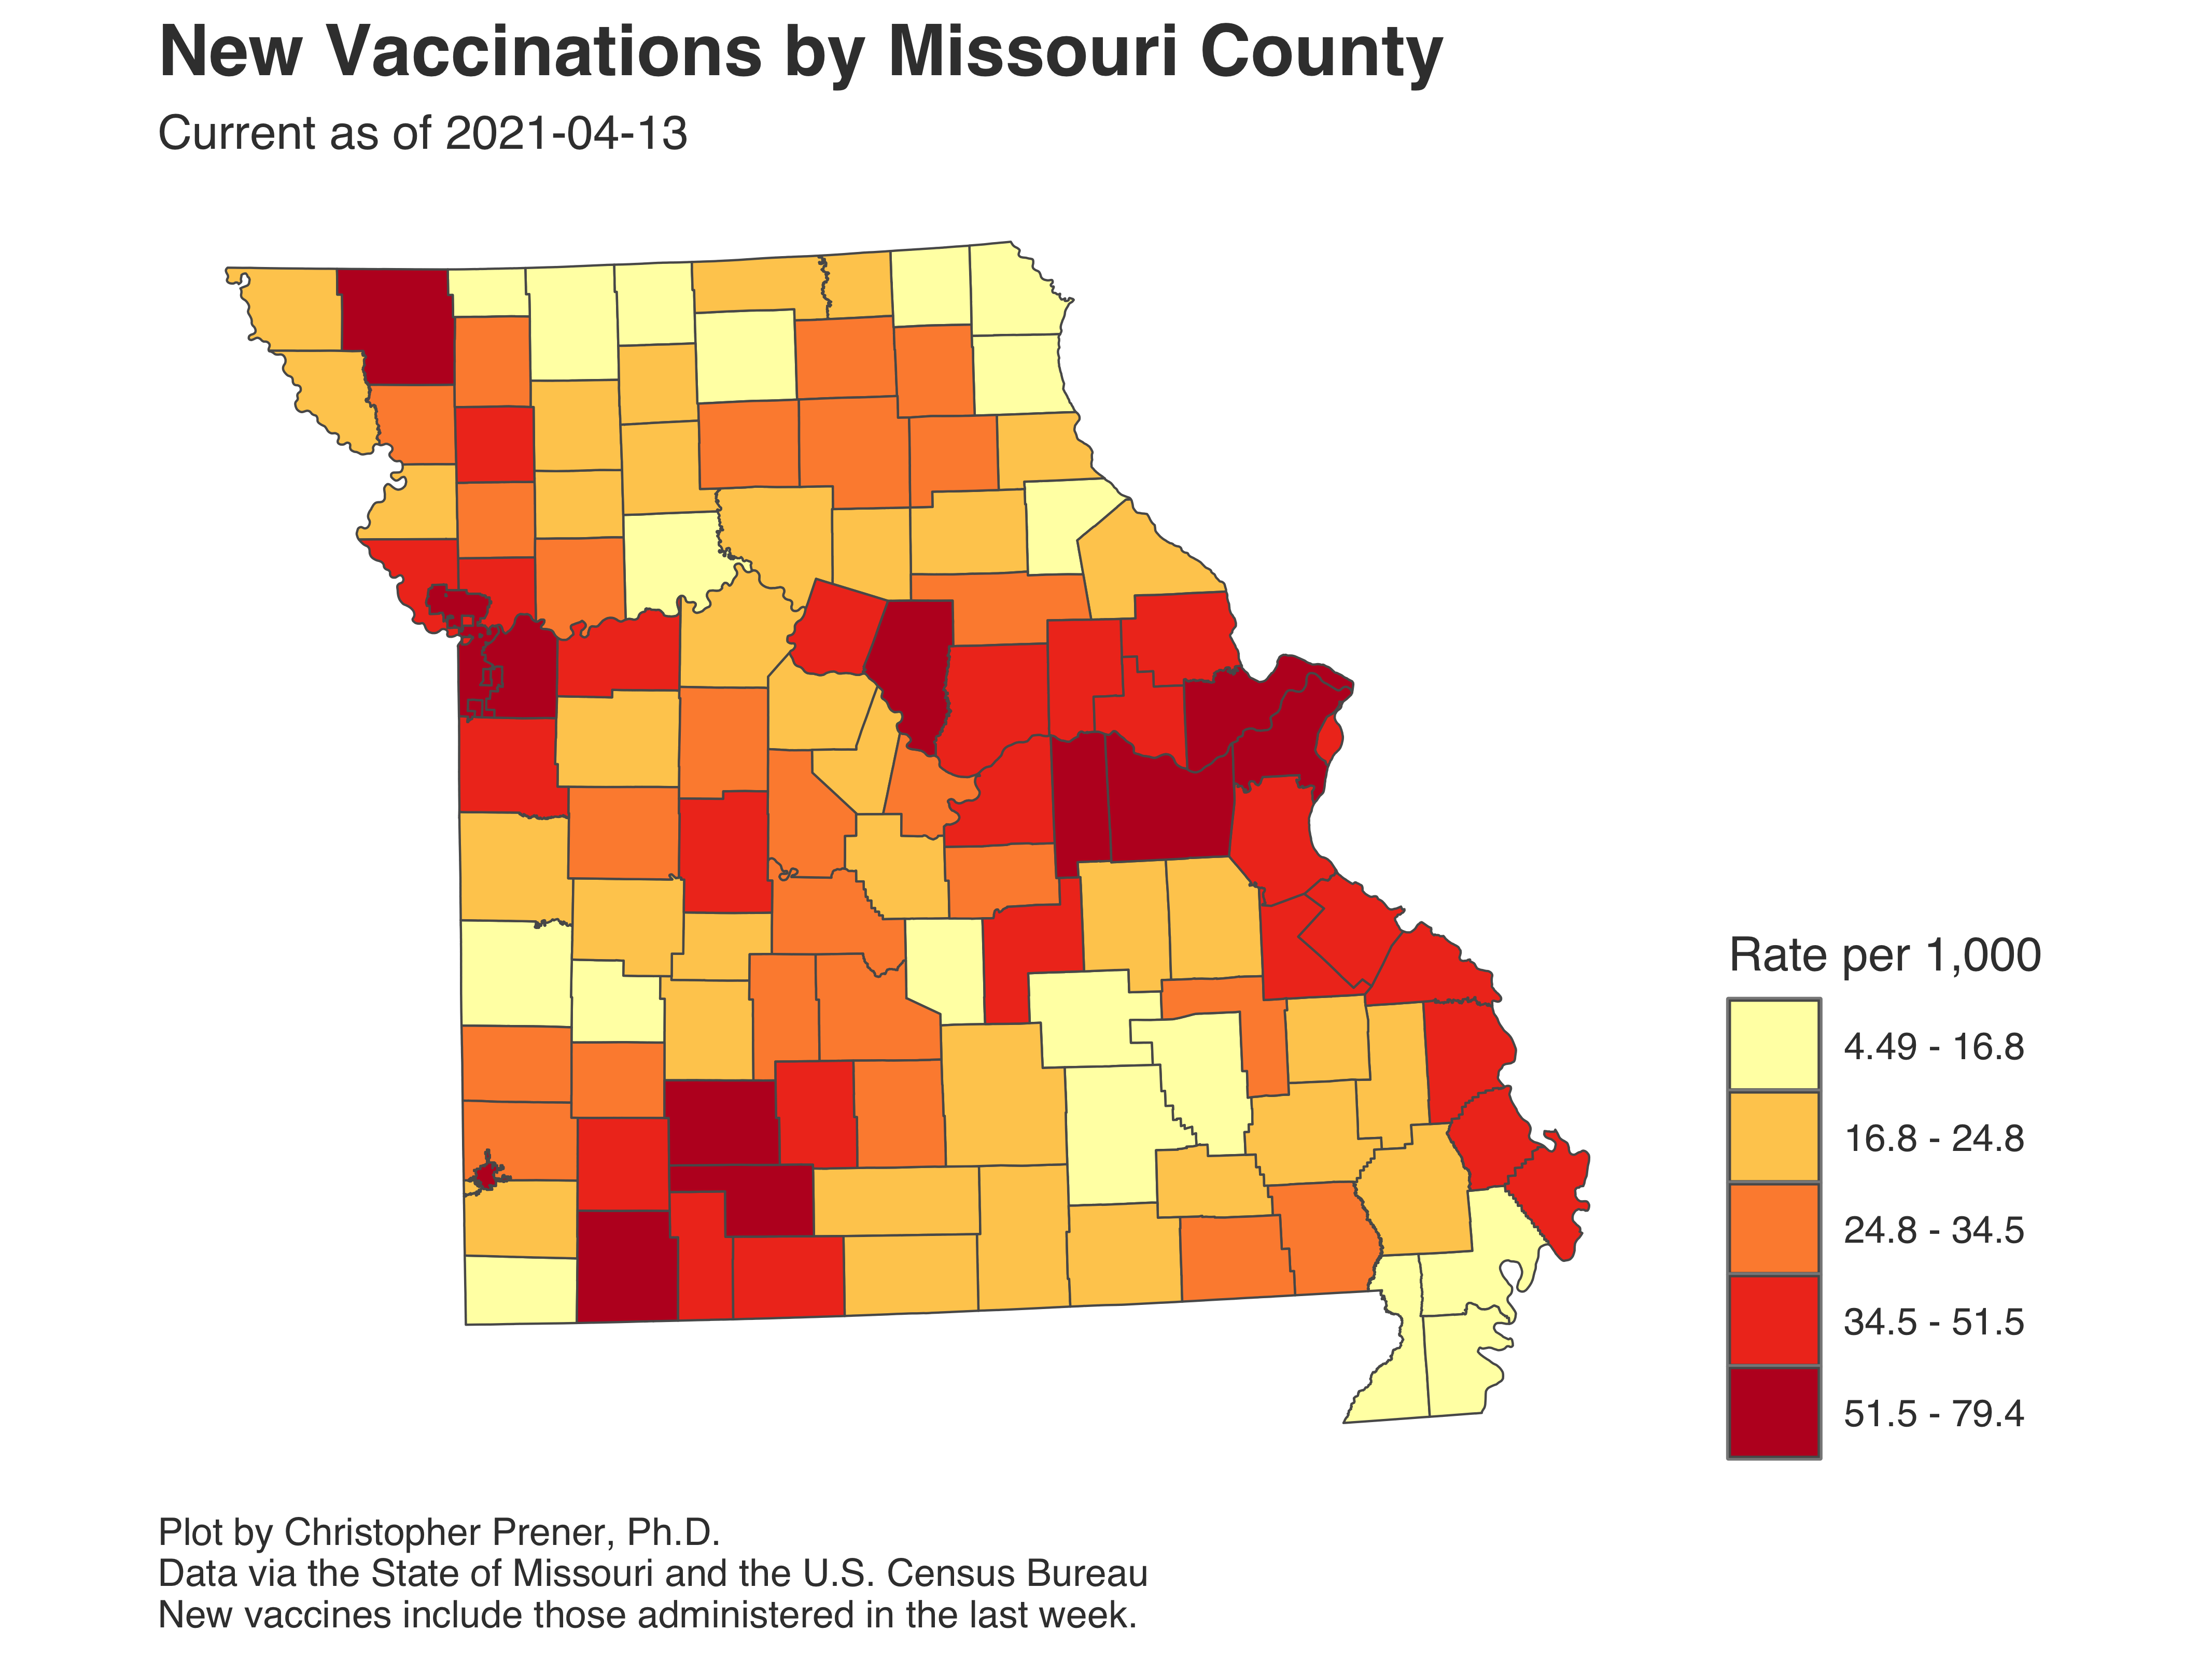 New Vaccinations by Missouri County
Current as of 2021-04-13
Rate per 1,000
4.49 - 16.8
16.8 - 24.8
24.8 - 34.5
34.5 - 51.5
51.5 - 79.4
Plot by Christopher Prener, Ph.D.
Data via the State of Missouri and the U.S. Census Bureau
New vaccines include those administered in the last week.